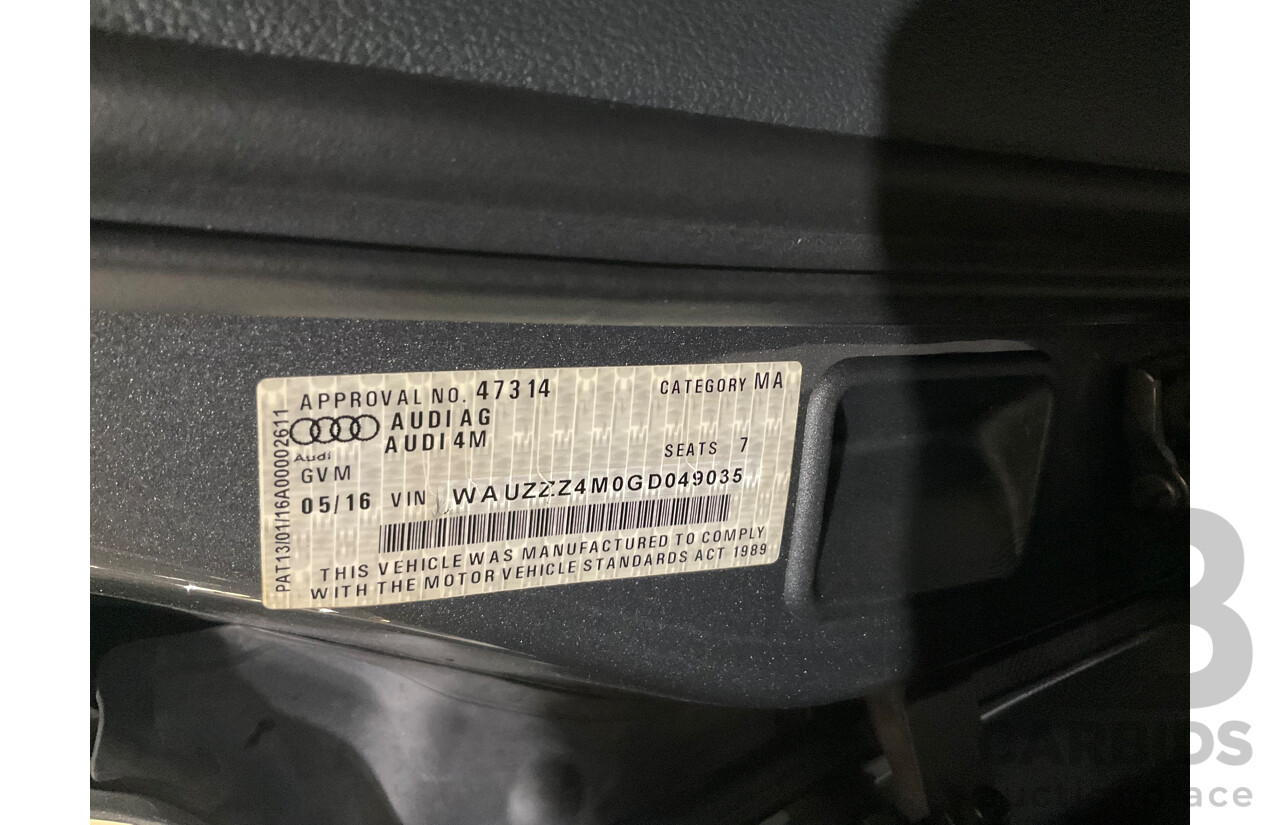 APPROVAL NO. 47314 CATEGORY MA
AUDI AG
AUDI 4M
Audi
SEATS 7
GVM
05/16 VIN WAUZZZ4M0GD049035
THIS VEHICLE WAS MANUFACTURED TO COMPLY
WITH THE MOTOR VEHICLE STANDARDS ACT 1989
PAT13/01/16A00002611
CARBIDS